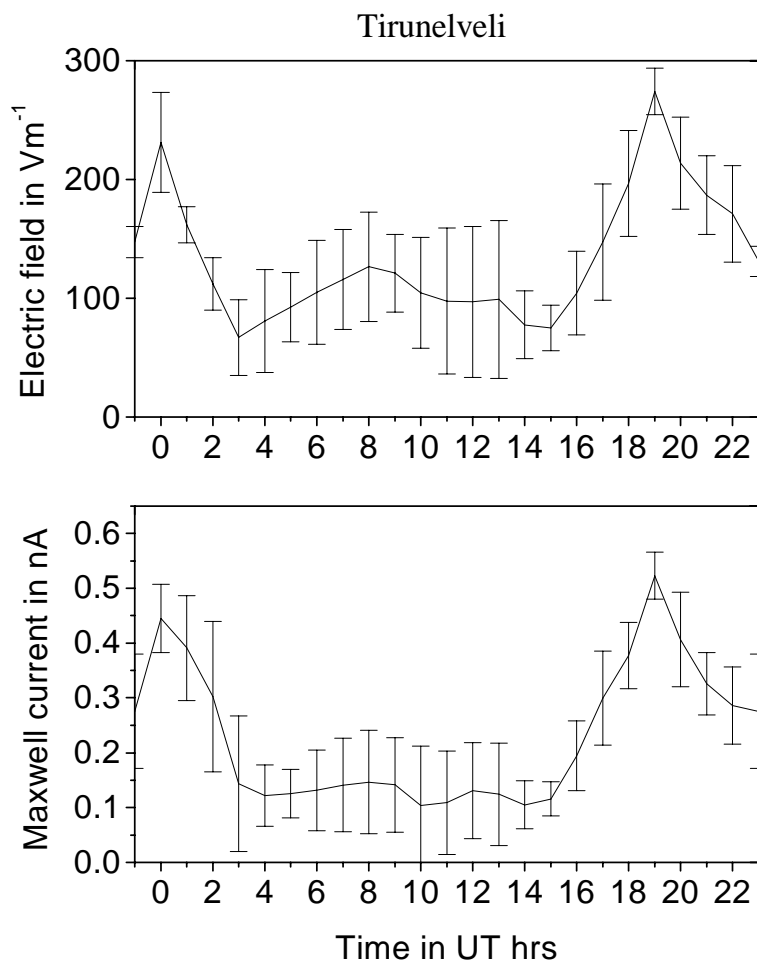 Tirunelveli
300
200
100
0
Electric field in Vm⁻¹
0 2 4 6 8 10 12 14 16 18 20 22
0.6
0.5
0.4
0.3
0.2
0.1
0.0
Maxwell current in nA
0 2 4 6 8 10 12 14 16 18 20 22
Time in UT hrs